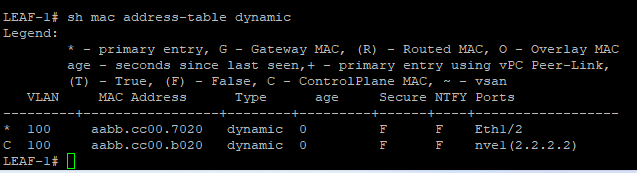 LEAF-1# sh mac address-table dynamic
Legend:
* - primary entry, G - Gateway MAC, (R) - Routed MAC, O - Overlay MAC
age - seconds since last seen,+ - primary entry using vPC Peer-Link,
(T) - True, (F) - False, C - ControlPlane MAC, ~ - vsan
VLAN MAC Address Type age Secure NTFY Ports
---------+-----------------+--------+---------+------+----+------------------
* 100 aabb.cc00.7020 dynamic 0 F F Eth1/2
C 100 aabb.cc00.b020 dynamic 0 F F nve1(2.2.2.2)
LEAF-1#